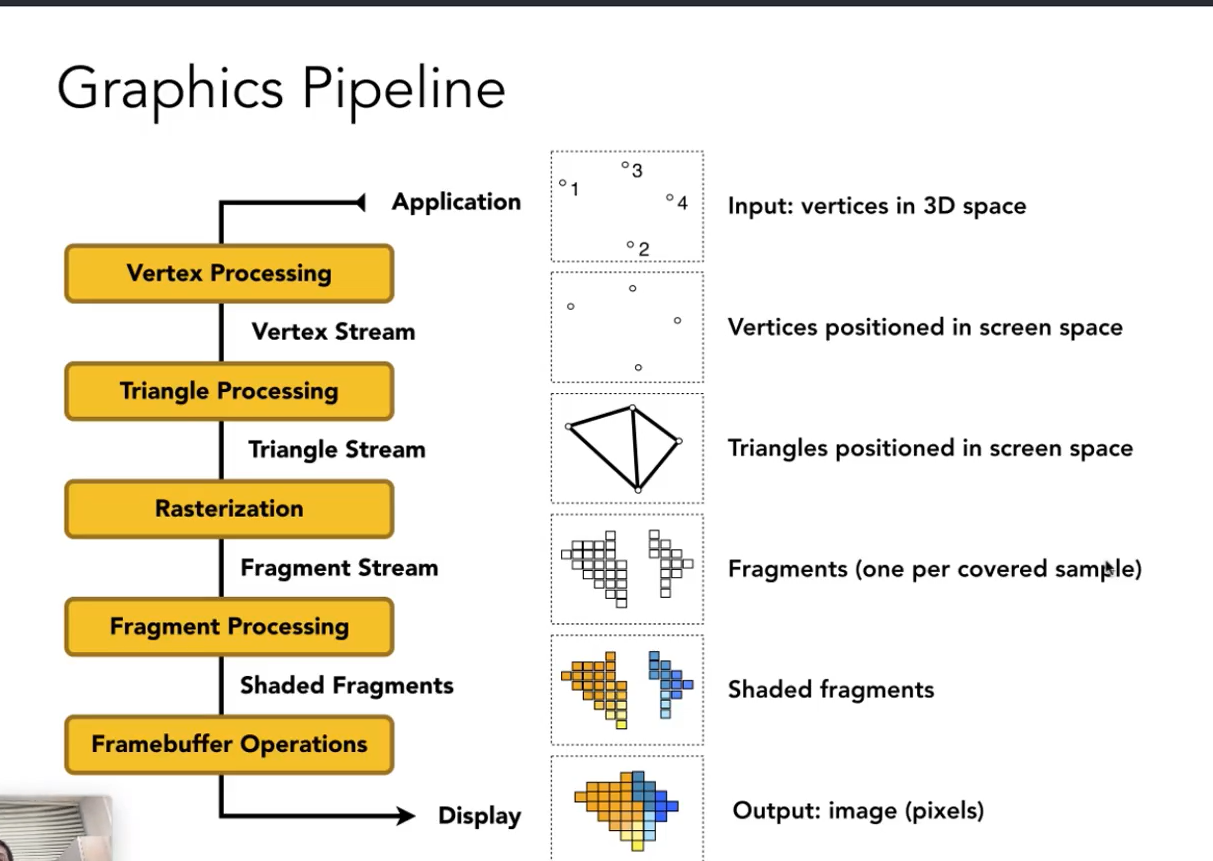 Graphics Pipeline
Application
3
1
4
2
Input: vertices in 3D space
Vertex Processing
Vertex Stream
Vertices positioned in screen space
Triangle Processing
Triangle Stream
Triangles positioned in screen space
Rasterization
Fragment Stream
Fragments (one per covered sample)
Fragment Processing
Shaded Fragments
Shaded fragments
Framebuffer Operations
Display
Output: image (pixels)